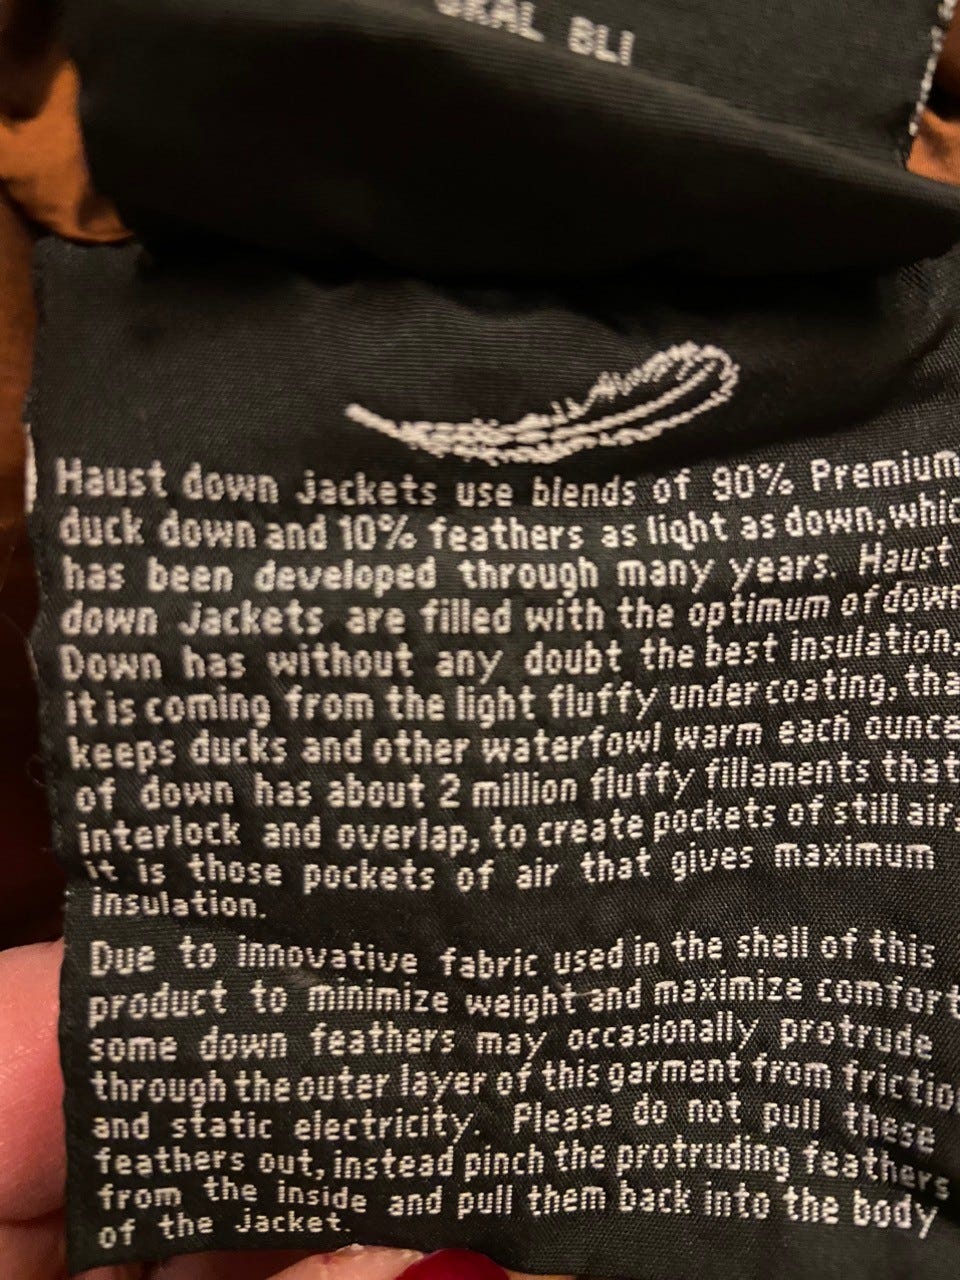 BLU
Haust down jackets use blends of 90% Premium
duck down and 10% feathers as light as down, whic
has been developed through many years. Haust
down Jackets are filled with the optimum of down
Down has without any doubt the best insulation,
it is coming from the light fluffy undercoating, tha
keeps ducks and other waterfowl warm each ounce
of down has about 2 million fluffy fillaments that
interlock and overlap, to create pockets of still air.
it is those pockets of air that gives maximum
insulation.
Due to innovative fabric used in the shell of this
product to minimize weight and maximize comfort
some down feathers may occasionally protrude
through the outer layer of this garment from frictio
and static electricity. Please do not pull these
feathers out, instead pinch the protruding feathers
from the inside and pull them back into the body
of the Jacket.